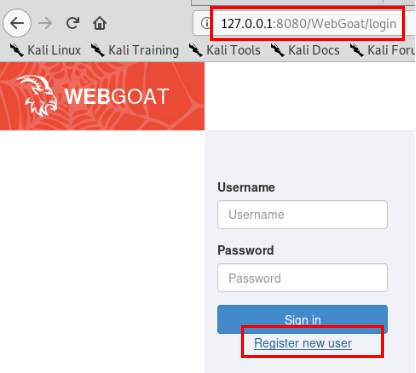 127.0.0.1:8080/WebGoat/login
Kali Linux Kali Training Kali Tools Kali Docs Kali Foru
WEBGOAT
Username
Username
Password
Password
Sign in
Register new user